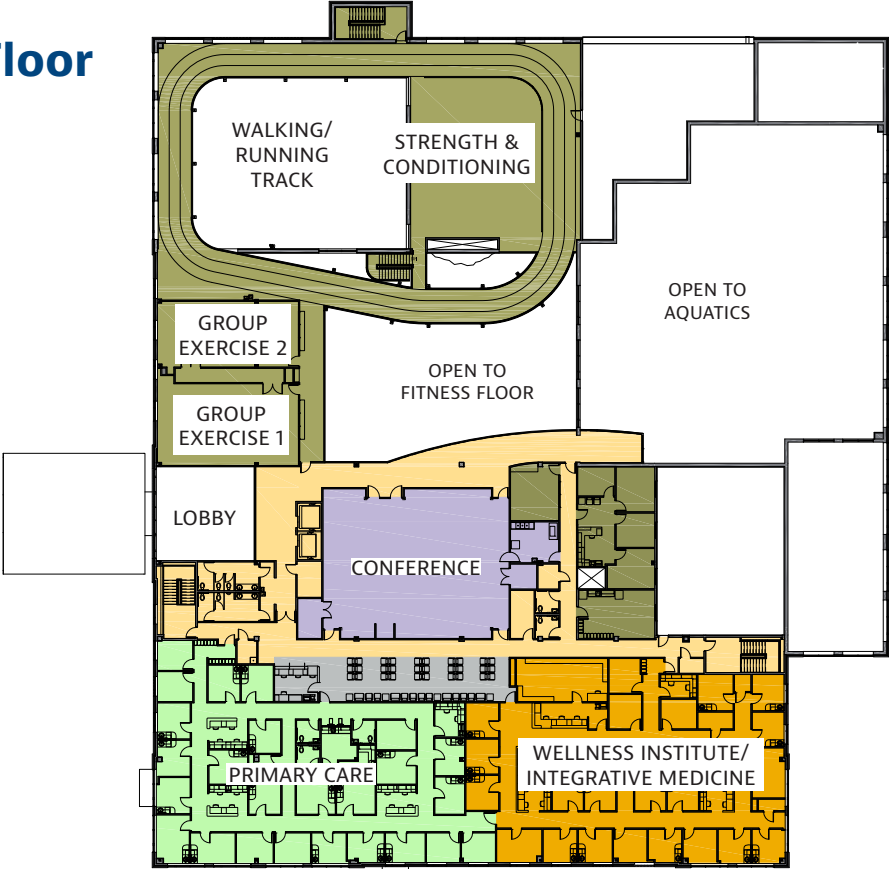 loor
WALKING/
RUNNING
TRACK
STRENGTH &
CONDITIONING
OPEN TO
AQUATICS
GROUP
EXERCISE 2
OPEN TO
FITNESS FLOOR
GROUP
EXERCISE 1
LOBBY
CONFERENCE
PRIMARY CARE
WELLNESS INSTITUTE/
INTEGRATIVE MEDICINE